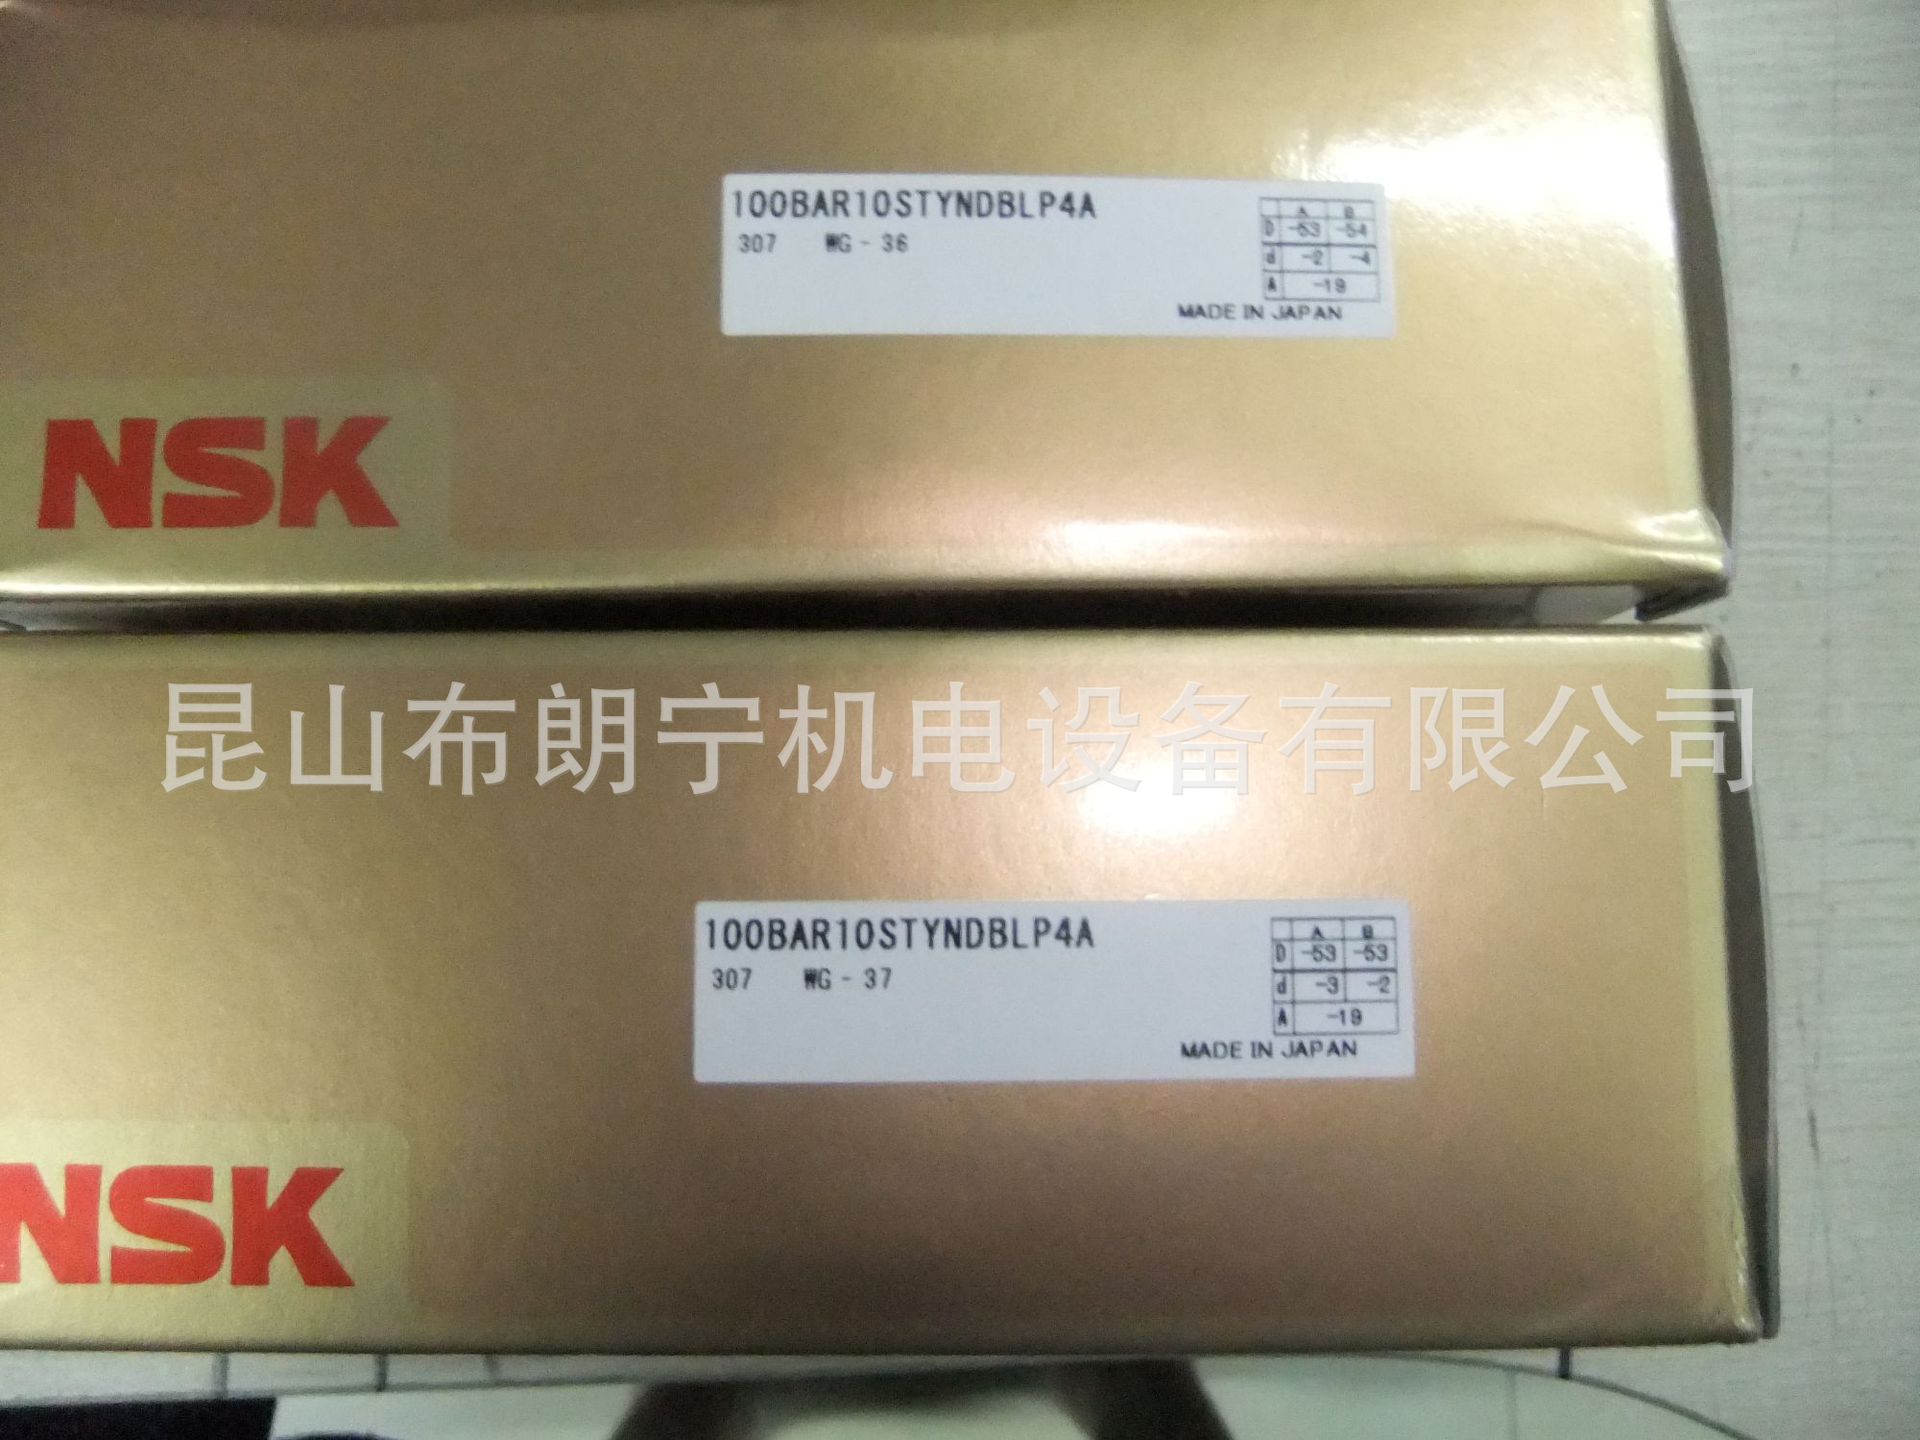 100BAR10STYNDBLP4A
307 WG - 36
A B
D -53 -54
d -2 -4
A -19
MADE IN JAPAN
NSK
昆山布朗宁机电设备有限公司
100BAR10STYNDBLP4A
307 WG - 37
A B
D -53 -53
d -3 -2
A -19
MADE IN JAPAN
NSK